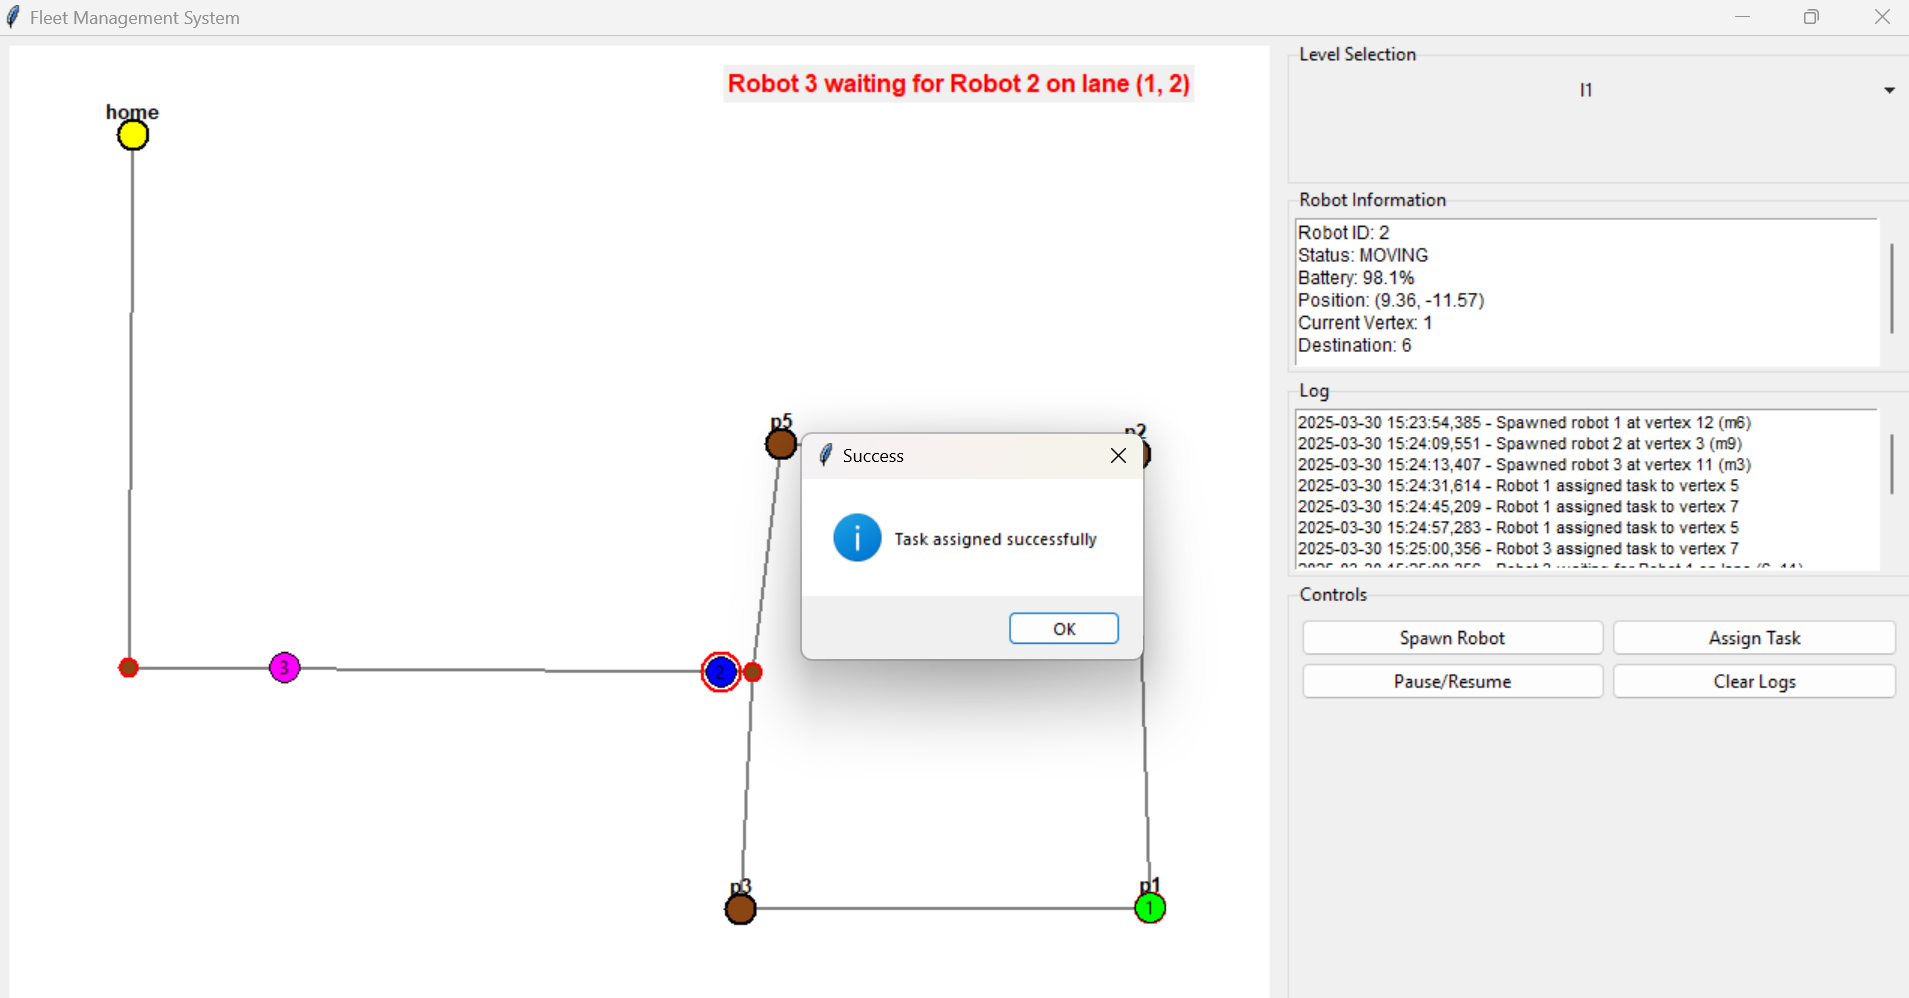 Fleet Management System
Robot 3 waiting for Robot 2 on lane (1, 2)
home
p5
p2
3
2
p3
p1
1
Success
Task assigned successfully
OK
Level Selection
l1
Robot Information
Robot ID: 2
Status: MOVING
Battery: 98.1%
Position: (9.36, -11.57)
Current Vertex: 1
Destination: 6
Log
2025-03-30 15:23:54,385 - Spawned robot 1 at vertex 12 (m6)
2025-03-30 15:24:09,551 - Spawned robot 2 at vertex 3 (m9)
2025-03-30 15:24:13,407 - Spawned robot 3 at vertex 11 (m3)
2025-03-30 15:24:31,614 - Robot 1 assigned task to vertex 5
2025-03-30 15:24:45,209 - Robot 1 assigned task to vertex 7
2025-03-30 15:24:57,283 - Robot 1 assigned task to vertex 5
2025-03-30 15:25:00,356 - Robot 3 assigned task to vertex 7
Controls
Spawn Robot
Assign Task
Pause/Resume
Clear Logs